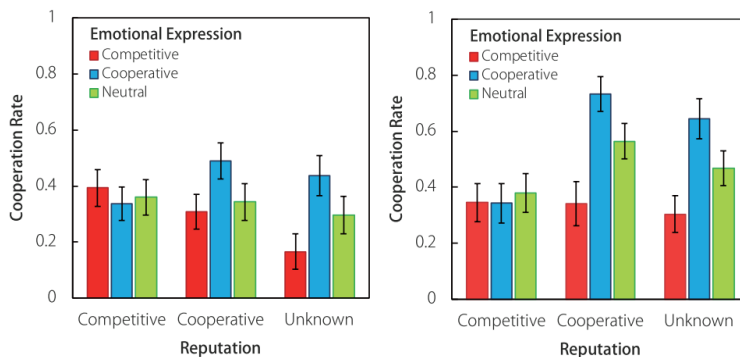 1
0.8
0.6
0.4
0.2
0
Cooperation Rate
Emotional Expression
Competitive
Cooperative
Neutral
Competitive Cooperative Unknown
Reputation
1
0.8
0.6
0.4
0.2
0
Cooperation Rate
Emotional Expression
Competitive
Cooperative
Neutral
Competitive Cooperative Unknown
Reputation